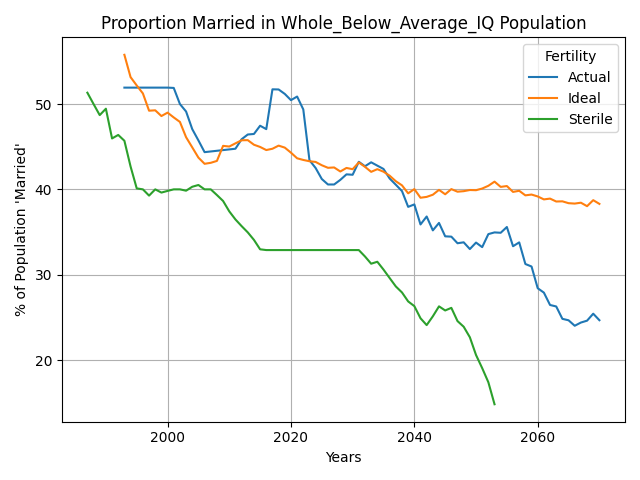 Proportion Married in Whole_Below_Average_IQ Population
Fertility
Actual
Ideal
Sterile
% of Population 'Married'
50
40
30
20
2000
2020
2040
2060
Years